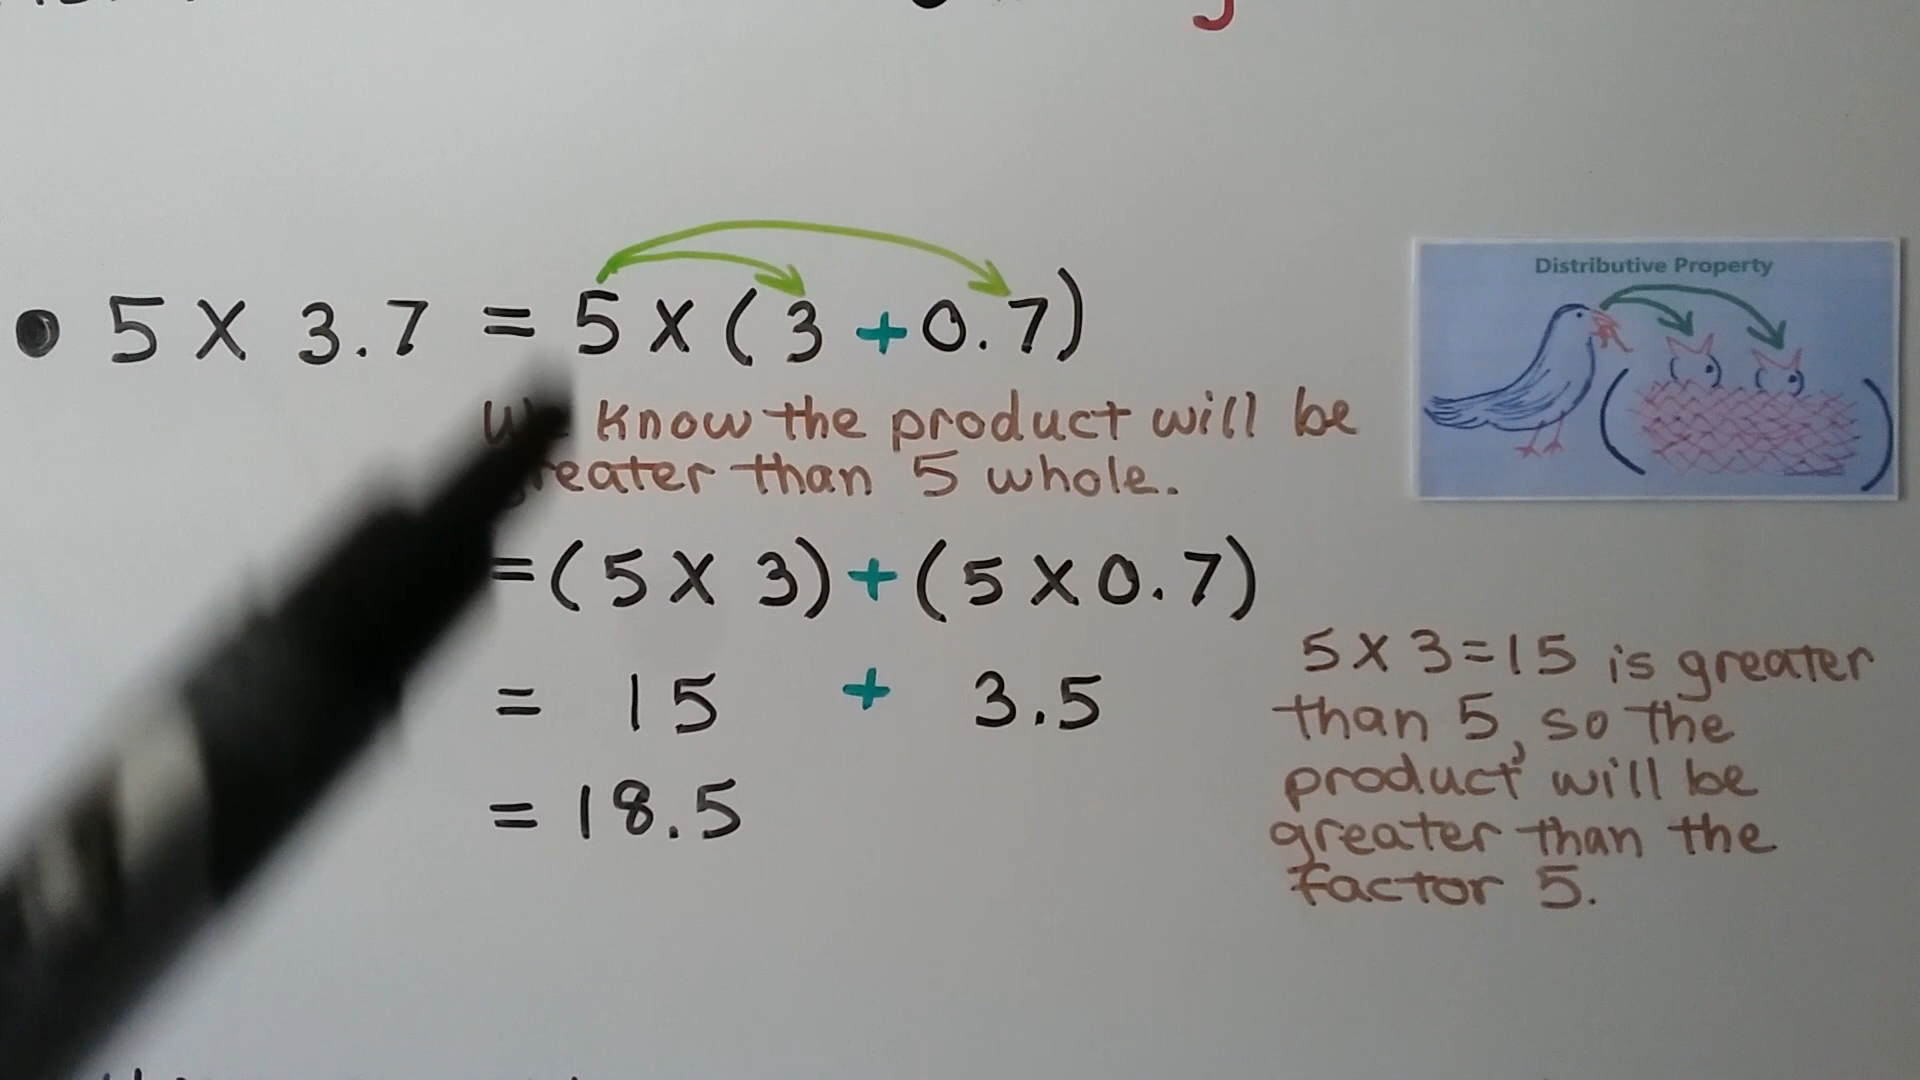 5 X 3.7 = 5 X ( 3 + 0.7)
know the product will be
greater than 5 whole.
= (5 X 3) + (5 X 0.7)
= 15 + 3.5
= 18.5
Distributive Property
5 X 3 = 15 is greater
than 5, so the
product will be
greater than the
factor 5.